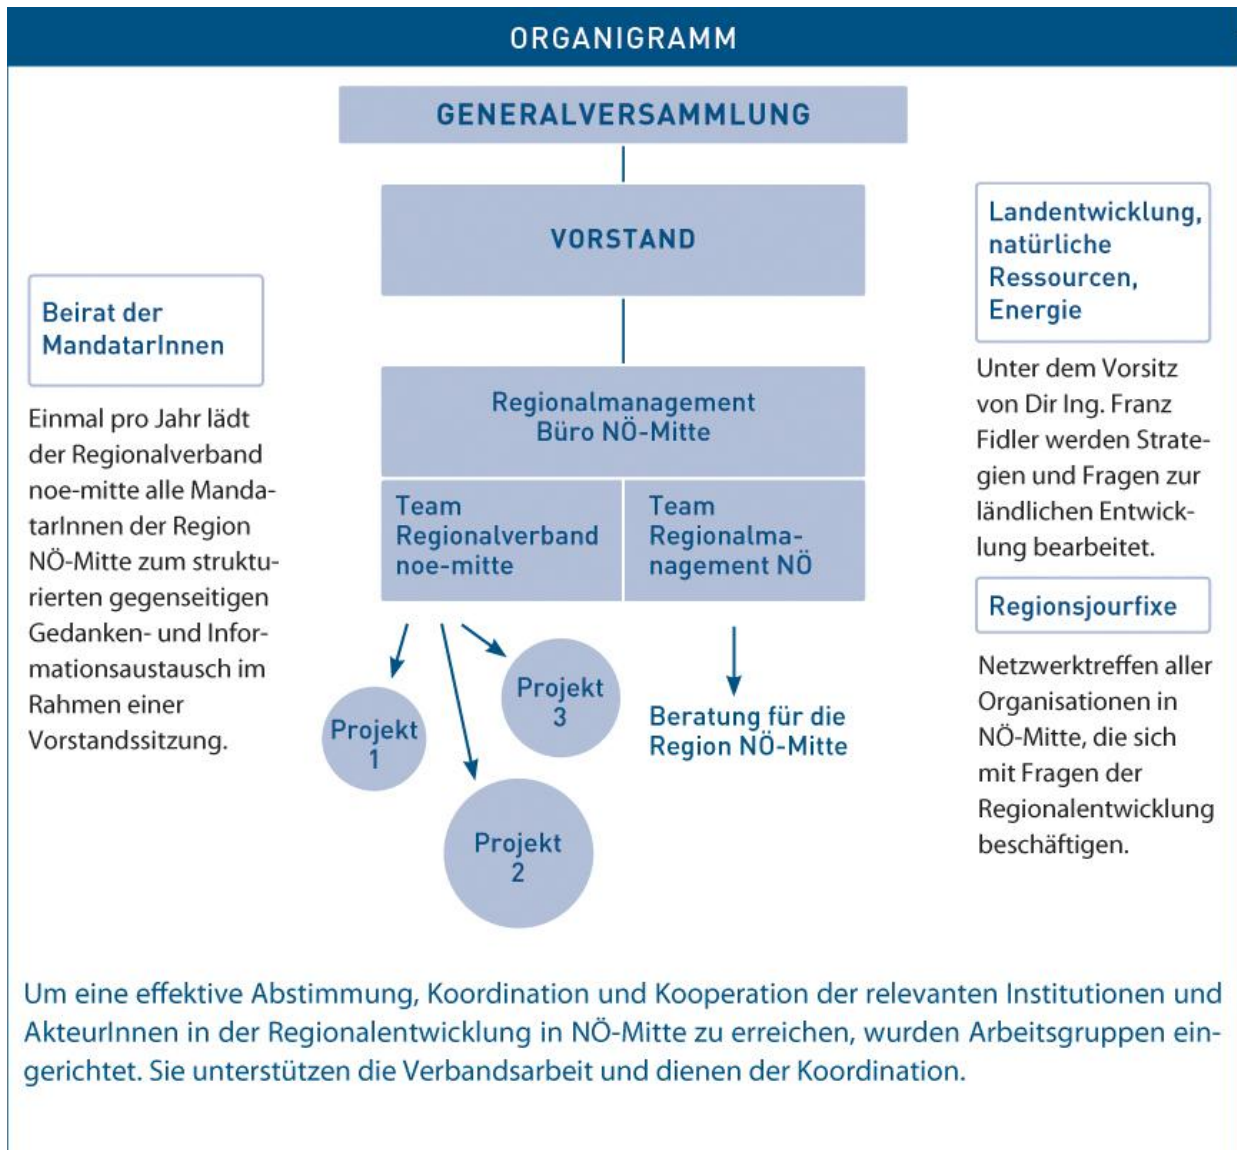 ORGANIGRAMM
GENERALVERSAMMLUNG
VORSTAND
Regionalmanagement
Büro NÖ-Mitte
Team
Regionalverband
noe-mitte
Team
Regionalma-
nagement NÖ
Projekt
1
Projekt
2
Projekt
3
Beratung für die
Region NÖ-Mitte
Beirat der
MandatarInnen
Einmal pro Jahr lädt
der Regionalverband
noe-mitte alle Manda-
tarInnen der Region
NÖ-Mitte zum struktu-
rierten gegenseitigen
Gedanken- und Infor-
mationsaustausch im
Rahmen einer
Vorstandssitzung.
Landentwicklung,
natürliche
Ressourcen,
Energie
Unter dem Vorsitz
von Dir Ing. Franz
Fidler werden Strate-
gien und Fragen zur
ländlichen Entwick-
lung bearbeitet.
Regionsjourfixe
Netzwerktreffen aller
Organisationen in
NÖ-Mitte, die sich
mit Fragen der
Regionalentwicklung
beschäftigen.
Um eine effektive Abstimmung, Koordination und Kooperation der relevanten Institutionen und
AkteurInnen in der Regionalentwicklung in NÖ-Mitte zu erreichen, wurden Arbeitsgruppen ein-
gerichtet. Sie unterstützen die Verbandsarbeit und dienen der Koordination.